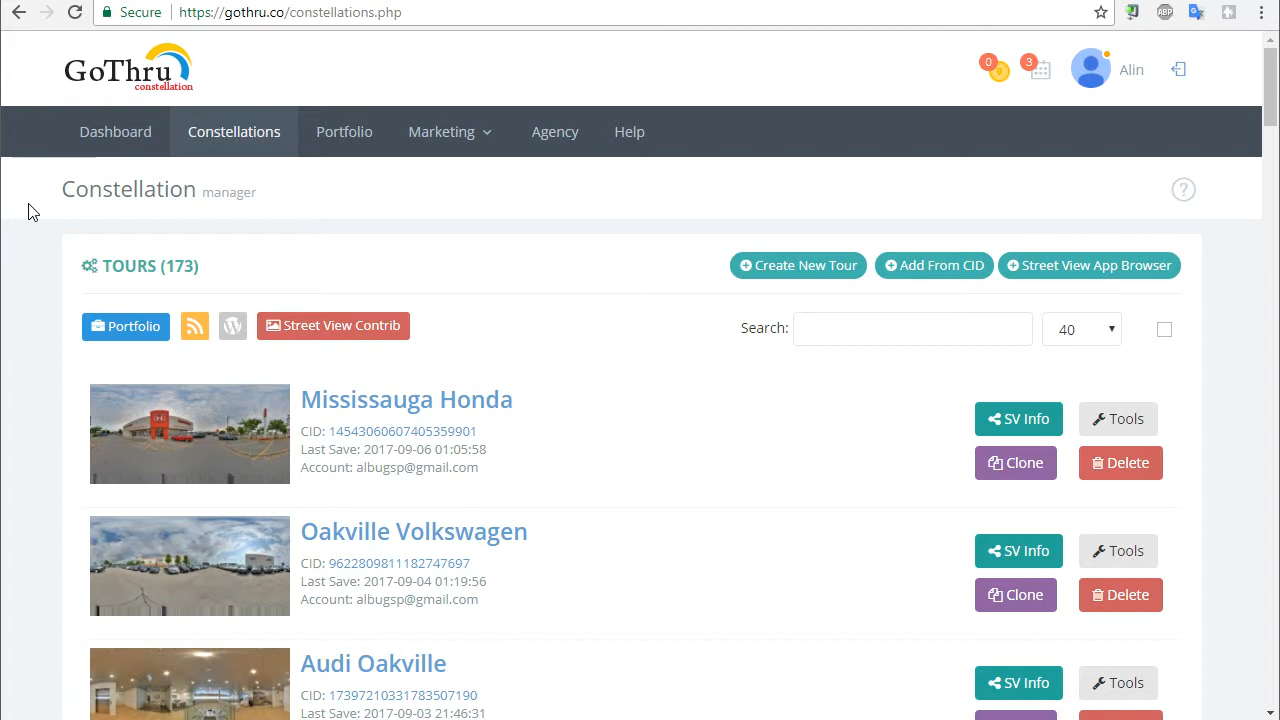 Secure https://gothru.co/constellations.php
ABP
GoThru
constellation
0 3 Alin
Dashboard Constellations Portfolio Marketing Agency Help
Constellation manager
?
TOURS (173) Create New Tour Add From CID Street View App Browser
Portfolio Street View Contrib Search: 40
Mississauga Honda
CID: 14543060607405359901
Last Save: 2017-09-06 01:05:58
Account: albugsp@gmail.com
SV Info Tools
Clone Delete
Oakville Volkswagen
CID: 9622809811182747697
Last Save: 2017-09-04 01:19:56
Account: albugsp@gmail.com
SV Info Tools
Clone Delete
Audi Oakville
CID: 17397210331783507190
Last Save: 2017-09-03 21:46:31
SV Info Tools